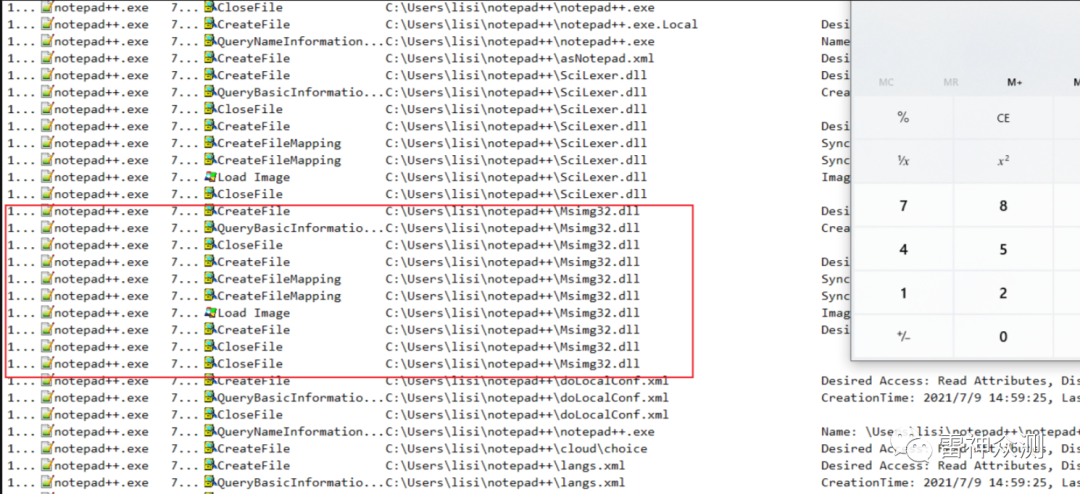 1... notepad++.exe 7... CloseFile C:\Users\lisi\notepad++\notepad++.exe
1... notepad++.exe 7... CreateFile C:\Users\lisi\notepad++\notepad++.exe.Local Desi
1... notepad++.exe 7... QueryNameInformation... C:\Users\lisi\notepad++\notepad++.exe Name
1... notepad++.exe 7... CreateFile C:\Users\lisi\notepad++\asNotepad.xml Desi
1... notepad++.exe 7... CreateFile C:\Users\lisi\notepad++\SciLexer.dll Desi
1... notepad++.exe 7... QueryBasicInformatio... C:\Users\lisi\notepad++\SciLexer.dll Crea
1... notepad++.exe 7... CloseFile C:\Users\lisi\notepad++\SciLexer.dll
1... notepad++.exe 7... CreateFile C:\Users\lisi\notepad++\SciLexer.dll Desi
1... notepad++.exe 7... CreateFileMapping C:\Users\lisi\notepad++\SciLexer.dll Sync
1... notepad++.exe 7... CreateFileMapping C:\Users\lisi\notepad++\SciLexer.dll Sync
1... notepad++.exe 7... Load Image C:\Users\lisi\notepad++\SciLexer.dll Imag
1... notepad++.exe 7... CloseFile C:\Users\lisi\notepad++\SciLexer.dll
1... notepad++.exe 7... CreateFile C:\Users\lisi\notepad++\Msimg32.dll Desi
1... notepad++.exe 7... QueryBasicInformatio... C:\Users\lisi\notepad++\Msimg32.dll Crea
1... notepad++.exe 7... CloseFile C:\Users\lisi\notepad++\Msimg32.dll
1... notepad++.exe 7... CreateFile C:\Users\lisi\notepad++\Msimg32.dll Desi
1... notepad++.exe 7... CreateFileMapping C:\Users\lisi\notepad++\Msimg32.dll Sync
1... notepad++.exe 7... CreateFileMapping C:\Users\lisi\notepad++\Msimg32.dll Sync
1... notepad++.exe 7... Load Image C:\Users\lisi\notepad++\Msimg32.dll Imag
1... notepad++.exe 7... CreateFile C:\Users\lisi\notepad++\Msimg32.dll Desi
1... notepad++.exe 7... CloseFile C:\Users\lisi\notepad++\Msimg32.dll
1... notepad++.exe 7... CloseFile C:\Users\lisi\notepad++\Msimg32.dll
1... notepad++.exe 7... CreateFile C:\Users\lisi\notepad++\doLocalConf.xml Desired Access: Read Attributes, Dis
1... notepad++.exe 7... QueryBasicInformatio... C:\Users\lisi\notepad++\doLocalConf.xml CreationTime: 2021/7/9 14:59:25, Las
1... notepad++.exe 7... CloseFile C:\Users\lisi\notepad++\doLocalConf.xml
1... notepad++.exe 7... QueryNameInformation... C:\Users\lisi\notepad++\notepad++.exe Name: \Users\lisi\notepad++\notepad+
1... notepad++.exe 7... CreateFile C:\Users\lisi\notepad++\cloud\choice Desired Access: Read Attributes, Dis
1... notepad++.exe 7... CreateFile C:\Users\lisi\notepad++\langs.xml Desired Access: Read Attributes, Dis
1... notepad++.exe 7... QueryBasicInformatio... C:\Users\lisi\notepad++\langs.xml CreationTime: 2021/7/9 14:59:25, Las
MC MR M+ M
% CE
⅟x x²
7 8
4 5
1 2
+/− 0
雷神众测